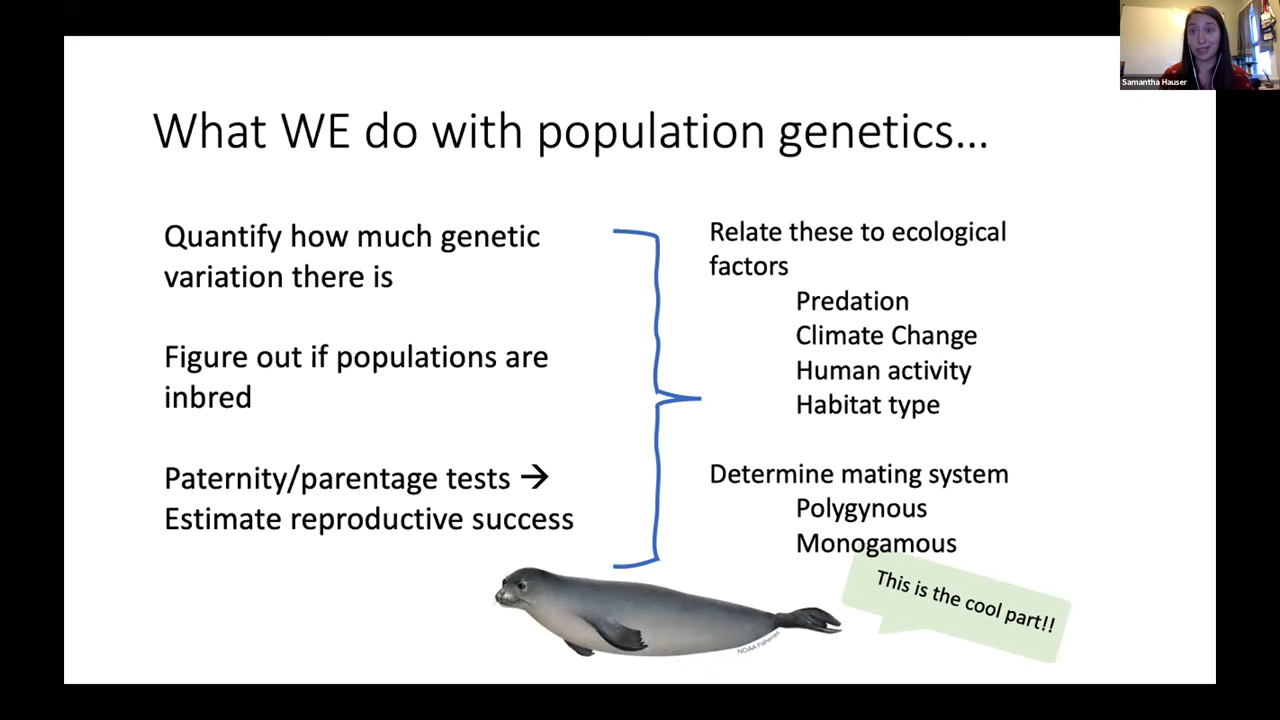 Samantha Hauser
What WE do with population genetics...
Quantify how much genetic
variation there is
Figure out if populations are
inbred
Paternity/parentage tests →
Estimate reproductive success
Relate these to ecological
factors
Predation
Climate Change
Human activity
Habitat type
Determine mating system
Polygynous
Monogamous
This is the cool part!!
NOAA Fisheries